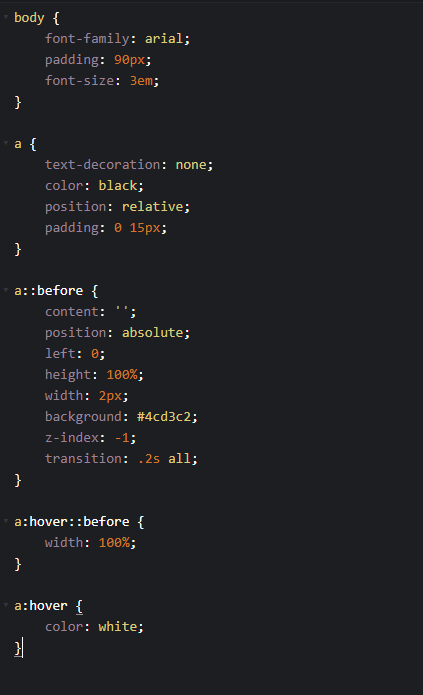 body {
    font-family: arial;
    padding: 90px;
    font-size: 3em;
}

a {
    text-decoration: none;
    color: black;
    position: relative;
    padding: 0 15px;
}

a::before {
    content: '';
    position: absolute;
    left: 0;
    height: 100%;
    width: 2px;
    background: #4cd3c2;
    z-index: -1;
    transition: .2s all;
}

a:hover::before {
    width: 100%;
}

a:hover {
    color: white;
}